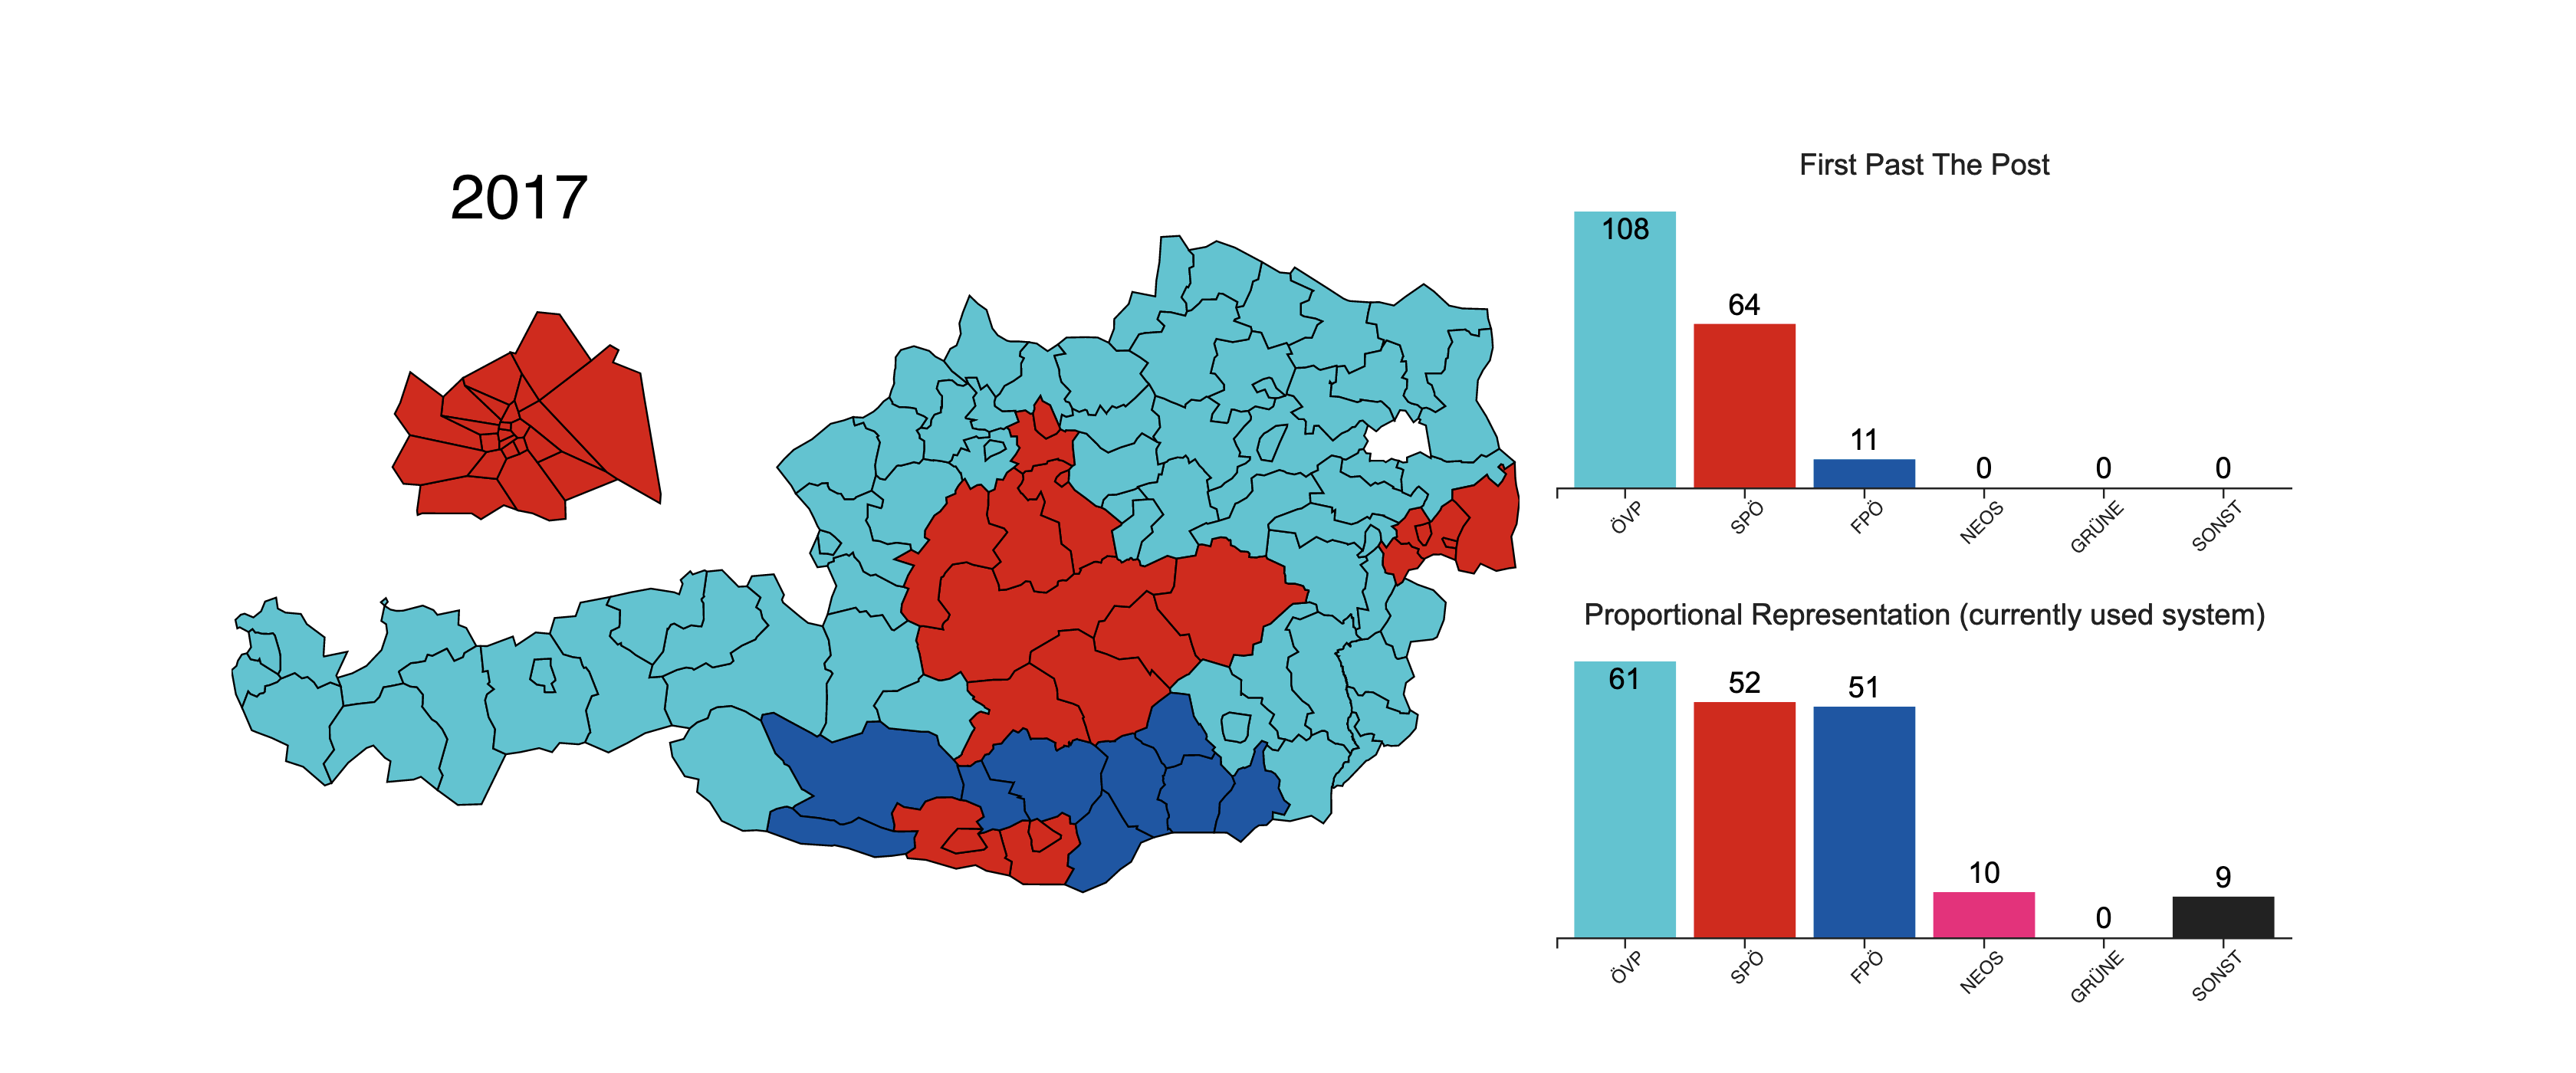 2017
First Past The Post
108
64
11
0
0
0
ÖVP
SPÖ
FPÖ
NEOS
GRÜNE
SONST
Proportional Representation (currently used system)
61
52
51
10
0
9
ÖVP
SPÖ
FPÖ
NEOS
GRÜNE
SONST